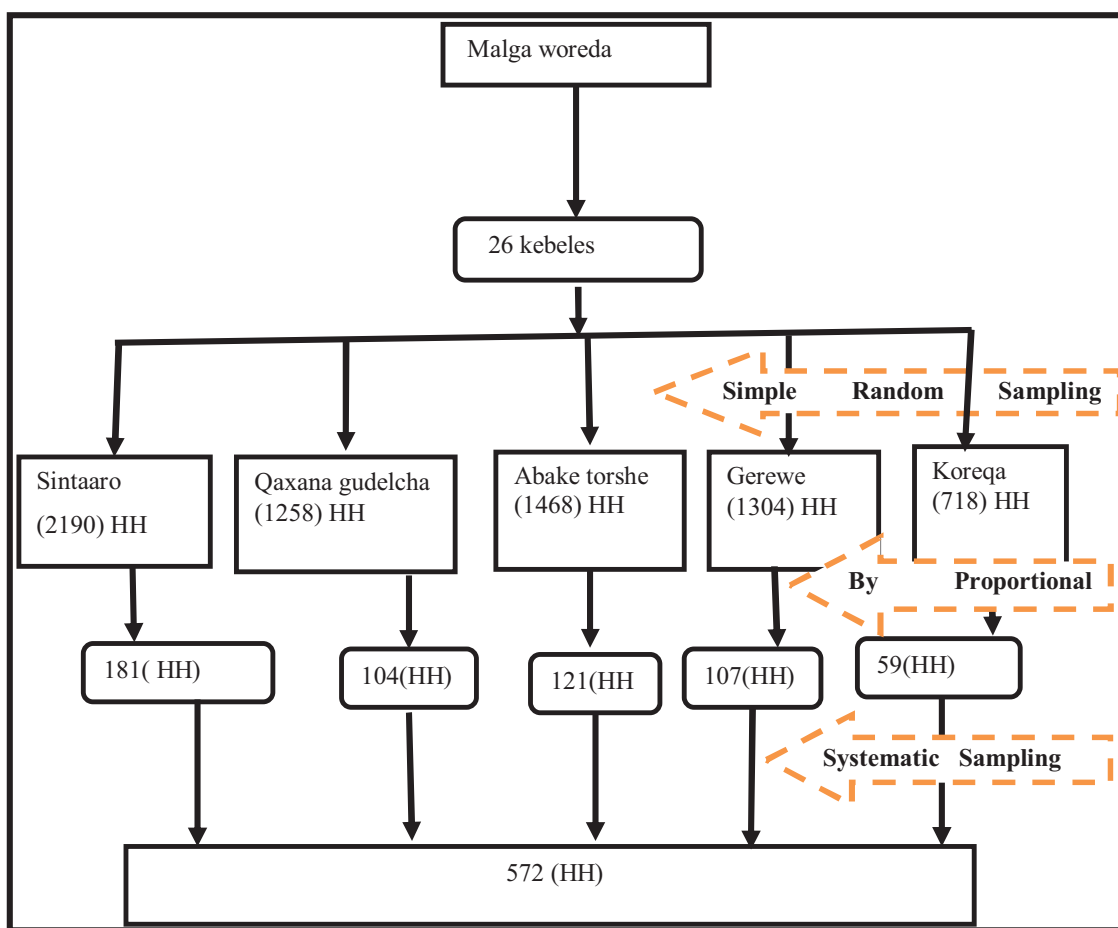 Malga woreda
26 kebeles
Simple Random Sampling
Sintaaro
(2190) HH
Qaxana gudelcha
(1258) HH
Abake torshe
(1468) HH
Gerewe
(1304) HH
Koreqa
(718) HH
By Proportional
181( HH)
104(HH)
121(HH
107(HH)
59(HH)
Systematic Sampling
572 (HH)